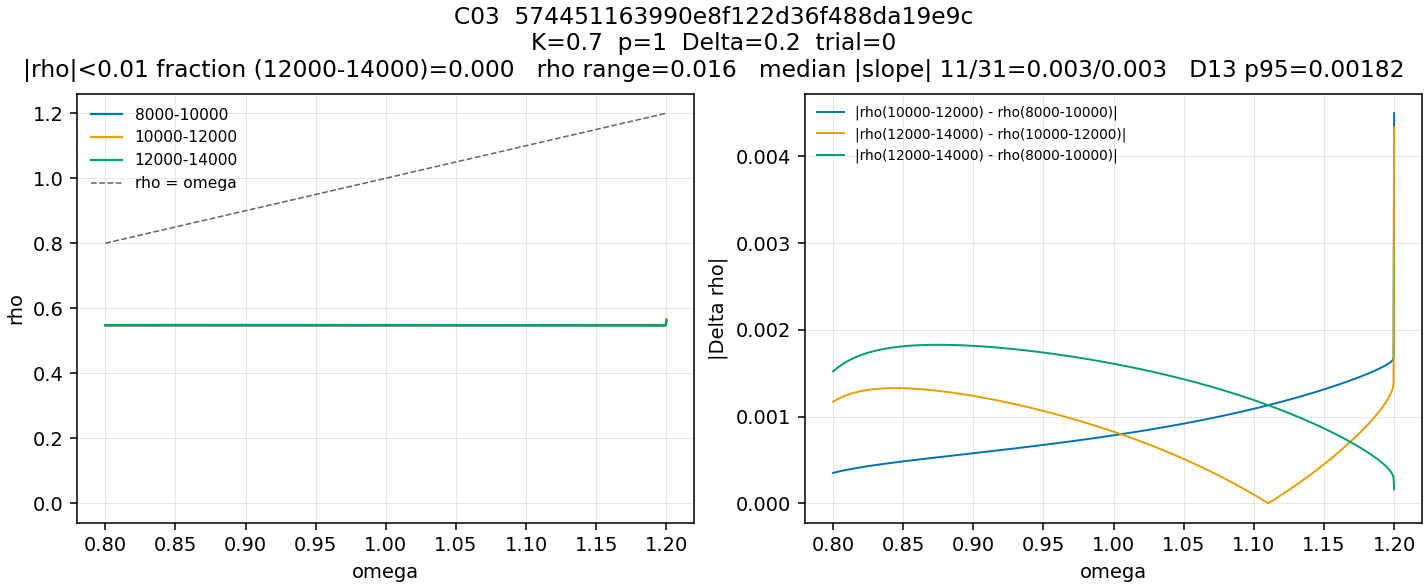 C03  574451163990e8f122d36f488da19e9c
K=0.7  p=1  Delta=0.2  trial=0
|rho|<0.01 fraction (12000-14000)=0.000   rho range=0.016   median |slope| 11/31=0.003/0.003   D13 p95=0.00182
8000-10000
10000-12000
12000-14000
rho = omega
rho
1.2
1.0
0.8
0.6
0.4
0.2
0.0
0.80 0.85 0.90 0.95 1.00 1.05 1.10 1.15 1.20
omega
|rho(10000-12000) - rho(8000-10000)|
|rho(12000-14000) - rho(10000-12000)|
|rho(12000-14000) - rho(8000-10000)|
|Delta rho|
0.004
0.003
0.002
0.001
0.000
0.80 0.85 0.90 0.95 1.00 1.05 1.10 1.15 1.20
omega